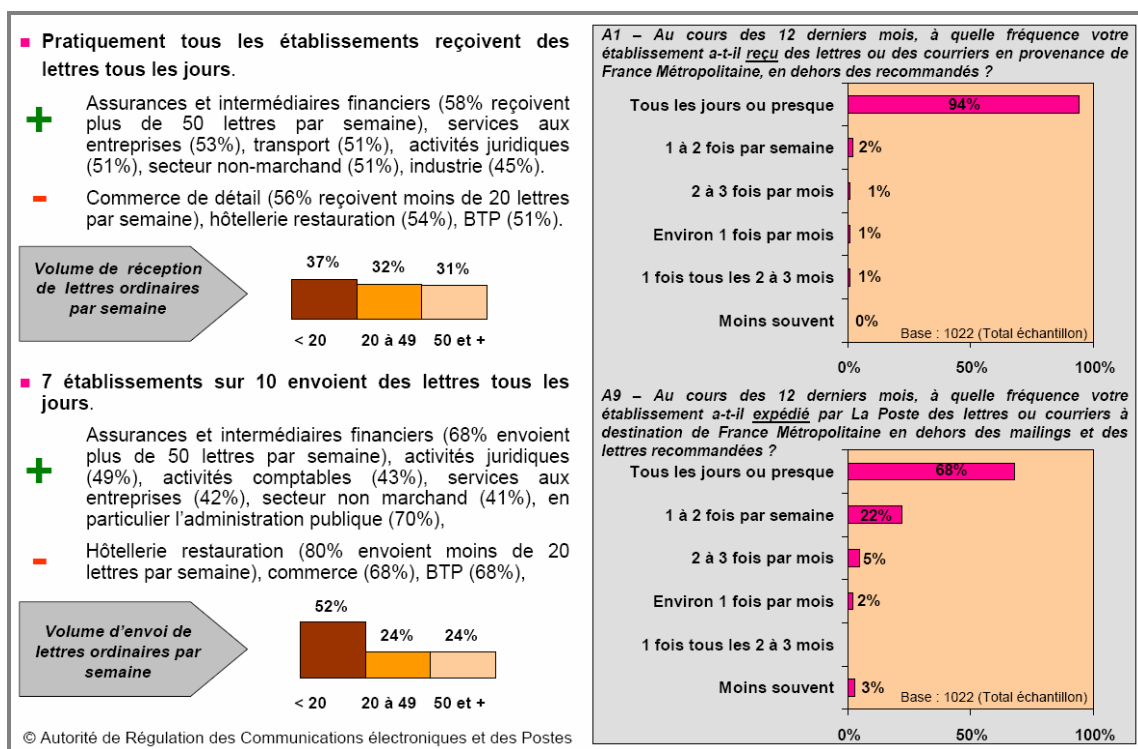 Pratiquement tous les établissements reçoivent des
lettres tous les jours.
+
Assurances et intermédiaires financiers (58% reçoivent
plus de 50 lettres par semaine), services aux
entreprises (53%), transport (51%), activités juridiques
(51%), secteur non-marchand (51%), industrie (45%).
-
Commerce de détail (56% reçoivent moins de 20 lettres
par semaine), hôtellerie restauration (54%), BTP (51%).
Volume de réception
de lettres ordinaires
par semaine
37% 32% 31%
< 20 20 à 49 50 et +
7 établissements sur 10 envoient des lettres tous les
jours.
+
Assurances et intermédiaires financiers (68% envoient
plus de 50 lettres par semaine), activités juridiques
(49%), activités comptables (43%), services aux
entreprises (42%), secteur non marchand (41%), en
particulier l'administration publique (70%),
-
Hôtellerie restauration (80% envoient moins de 20
lettres par semaine), commerce (68%), BTP (68%),
Volume d'envoi de
lettres ordinaires par
semaine
52%
24% 24%
< 20 20 à 49 50 et +
© Autorité de Régulation des Communications électroniques et des Postes
A1 – Au cours des 12 derniers mois, à quelle fréquence votre
établissement a-t-il reçu des lettres ou des courriers en provenance de
France Métropolitaine, en dehors des recommandés ?
Tous les jours ou presque 94%
1 à 2 fois par semaine 2%
2 à 3 fois par mois 1%
Environ 1 fois par mois 1%
1 fois tous les 2 à 3 mois 1%
Moins souvent 0%
Base : 1022 (Total échantillon)
0% 50% 100%
A9 – Au cours des 12 derniers mois, à quelle fréquence votre
établissement a-t-il expédié par La Poste des lettres ou courriers à
destination de France Métropolitaine en dehors des mailings et des
lettres recommandées ?
Tous les jours ou presque 68%
1 à 2 fois par semaine 22%
2 à 3 fois par mois 5%
Environ 1 fois par mois 2%
1 fois tous les 2 à 3 mois
Moins souvent 3%
Base : 1022 (Total échantillon)
0% 50% 100%